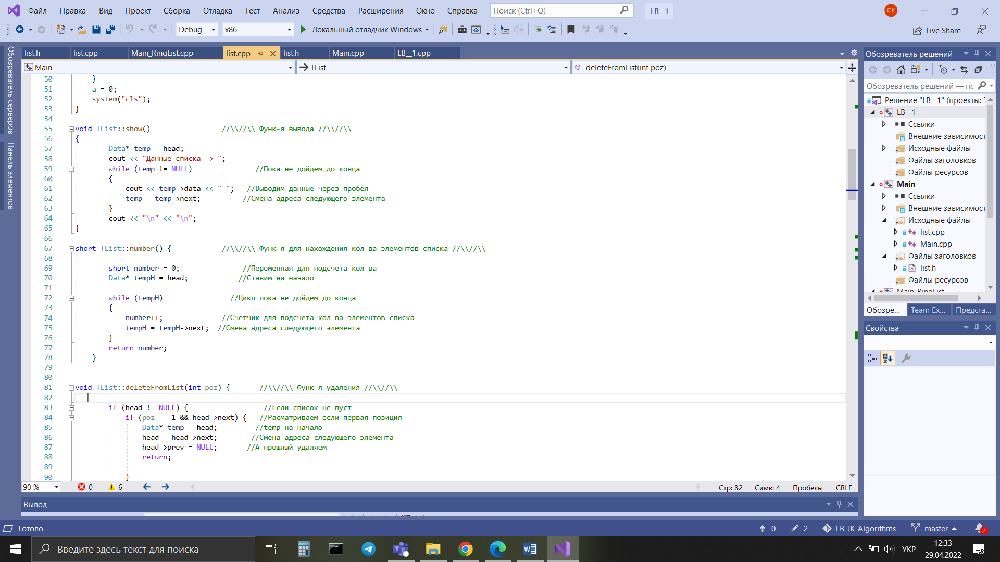 Файл Правка Вид Проект Сборка Отладка Тест Анализ Средства Расширения Окно Справка Поиск (Ctrl+Q) LB__1 ЄК
Debug x86 Локальный отладчик Windows Live Share
list.h list.cpp Main_RingList.cpp list.cpp list.h Main.cpp LB__1.cpp
Main TList deleteFromList(int poz)
Обозреватель серверов
Панель элементов
50 }
51 a = 0;
52 system("cls");
53 }
54
55 void TList::show() //\\//\\ Функ-я вывода //\\//\\
56 {
57 Data* temp = head;
58 cout << "Данные списка -> ";
59 while (temp != NULL) //Пока не дойдем до конца
60 {
61 cout << temp->data << " "; //Выводим данные через пробел
62 temp = temp->next; //Смена адреса следующего элемента
63 }
64 cout << "\n" << "\n";
65 }
66
67 short TList::number() { //\\//\\ Функ-я для нахождения кол-ва элементов списка //\\//\\
68
69 short number = 0; //Переменная для подсчета кол-ва
70 Data* tempH = head; //Ставим на начало
71
72 while (tempH) //Цикл пока не дойдем до конца
73 {
74 number++; //Счетчик для подсчета кол-ва элементов списка
75 tempH = tempH->next; //Смена адреса следующего элемента
76 }
77 return number;
78 }
79
80
81 void TList::deleteFromList(int poz) { //\\//\\ Функ-я удаления //\\//\\
82
83 if (head != NULL) { //Если список не пуст
84 if (poz == 1 && head->next) { //Расматриваем если первая позиция
85 Data* temp = head; //temp на начало
86 head = head->next; //Смена адреса следующего элемента
87 head->prev = NULL; //А прошлый удаляем
88 return;
89
90 }
90 % 0 6 Стр: 82 Симв: 4 Пробелы CRLF
Вывод
Обозреватель решений
Обозреватель решений — пс
Решение "LB__1" (проекты: 3
LB__1
Ссылки
Внешние зависимост
Исходные файлы
Файлы заголовков
Файлы ресурсов
Main
Ссылки
Внешние зависимост
Исходные файлы
list.cpp
Main.cpp
Файлы заголовков
list.h
Файлы ресурсов
Main_RingList
Обозре... Team Ex... Предста...
Свойства
Готово 0 2 LB_JK_Algorithms master 2
Введите здесь текст для поиска УКР 12:33
29.04.2022